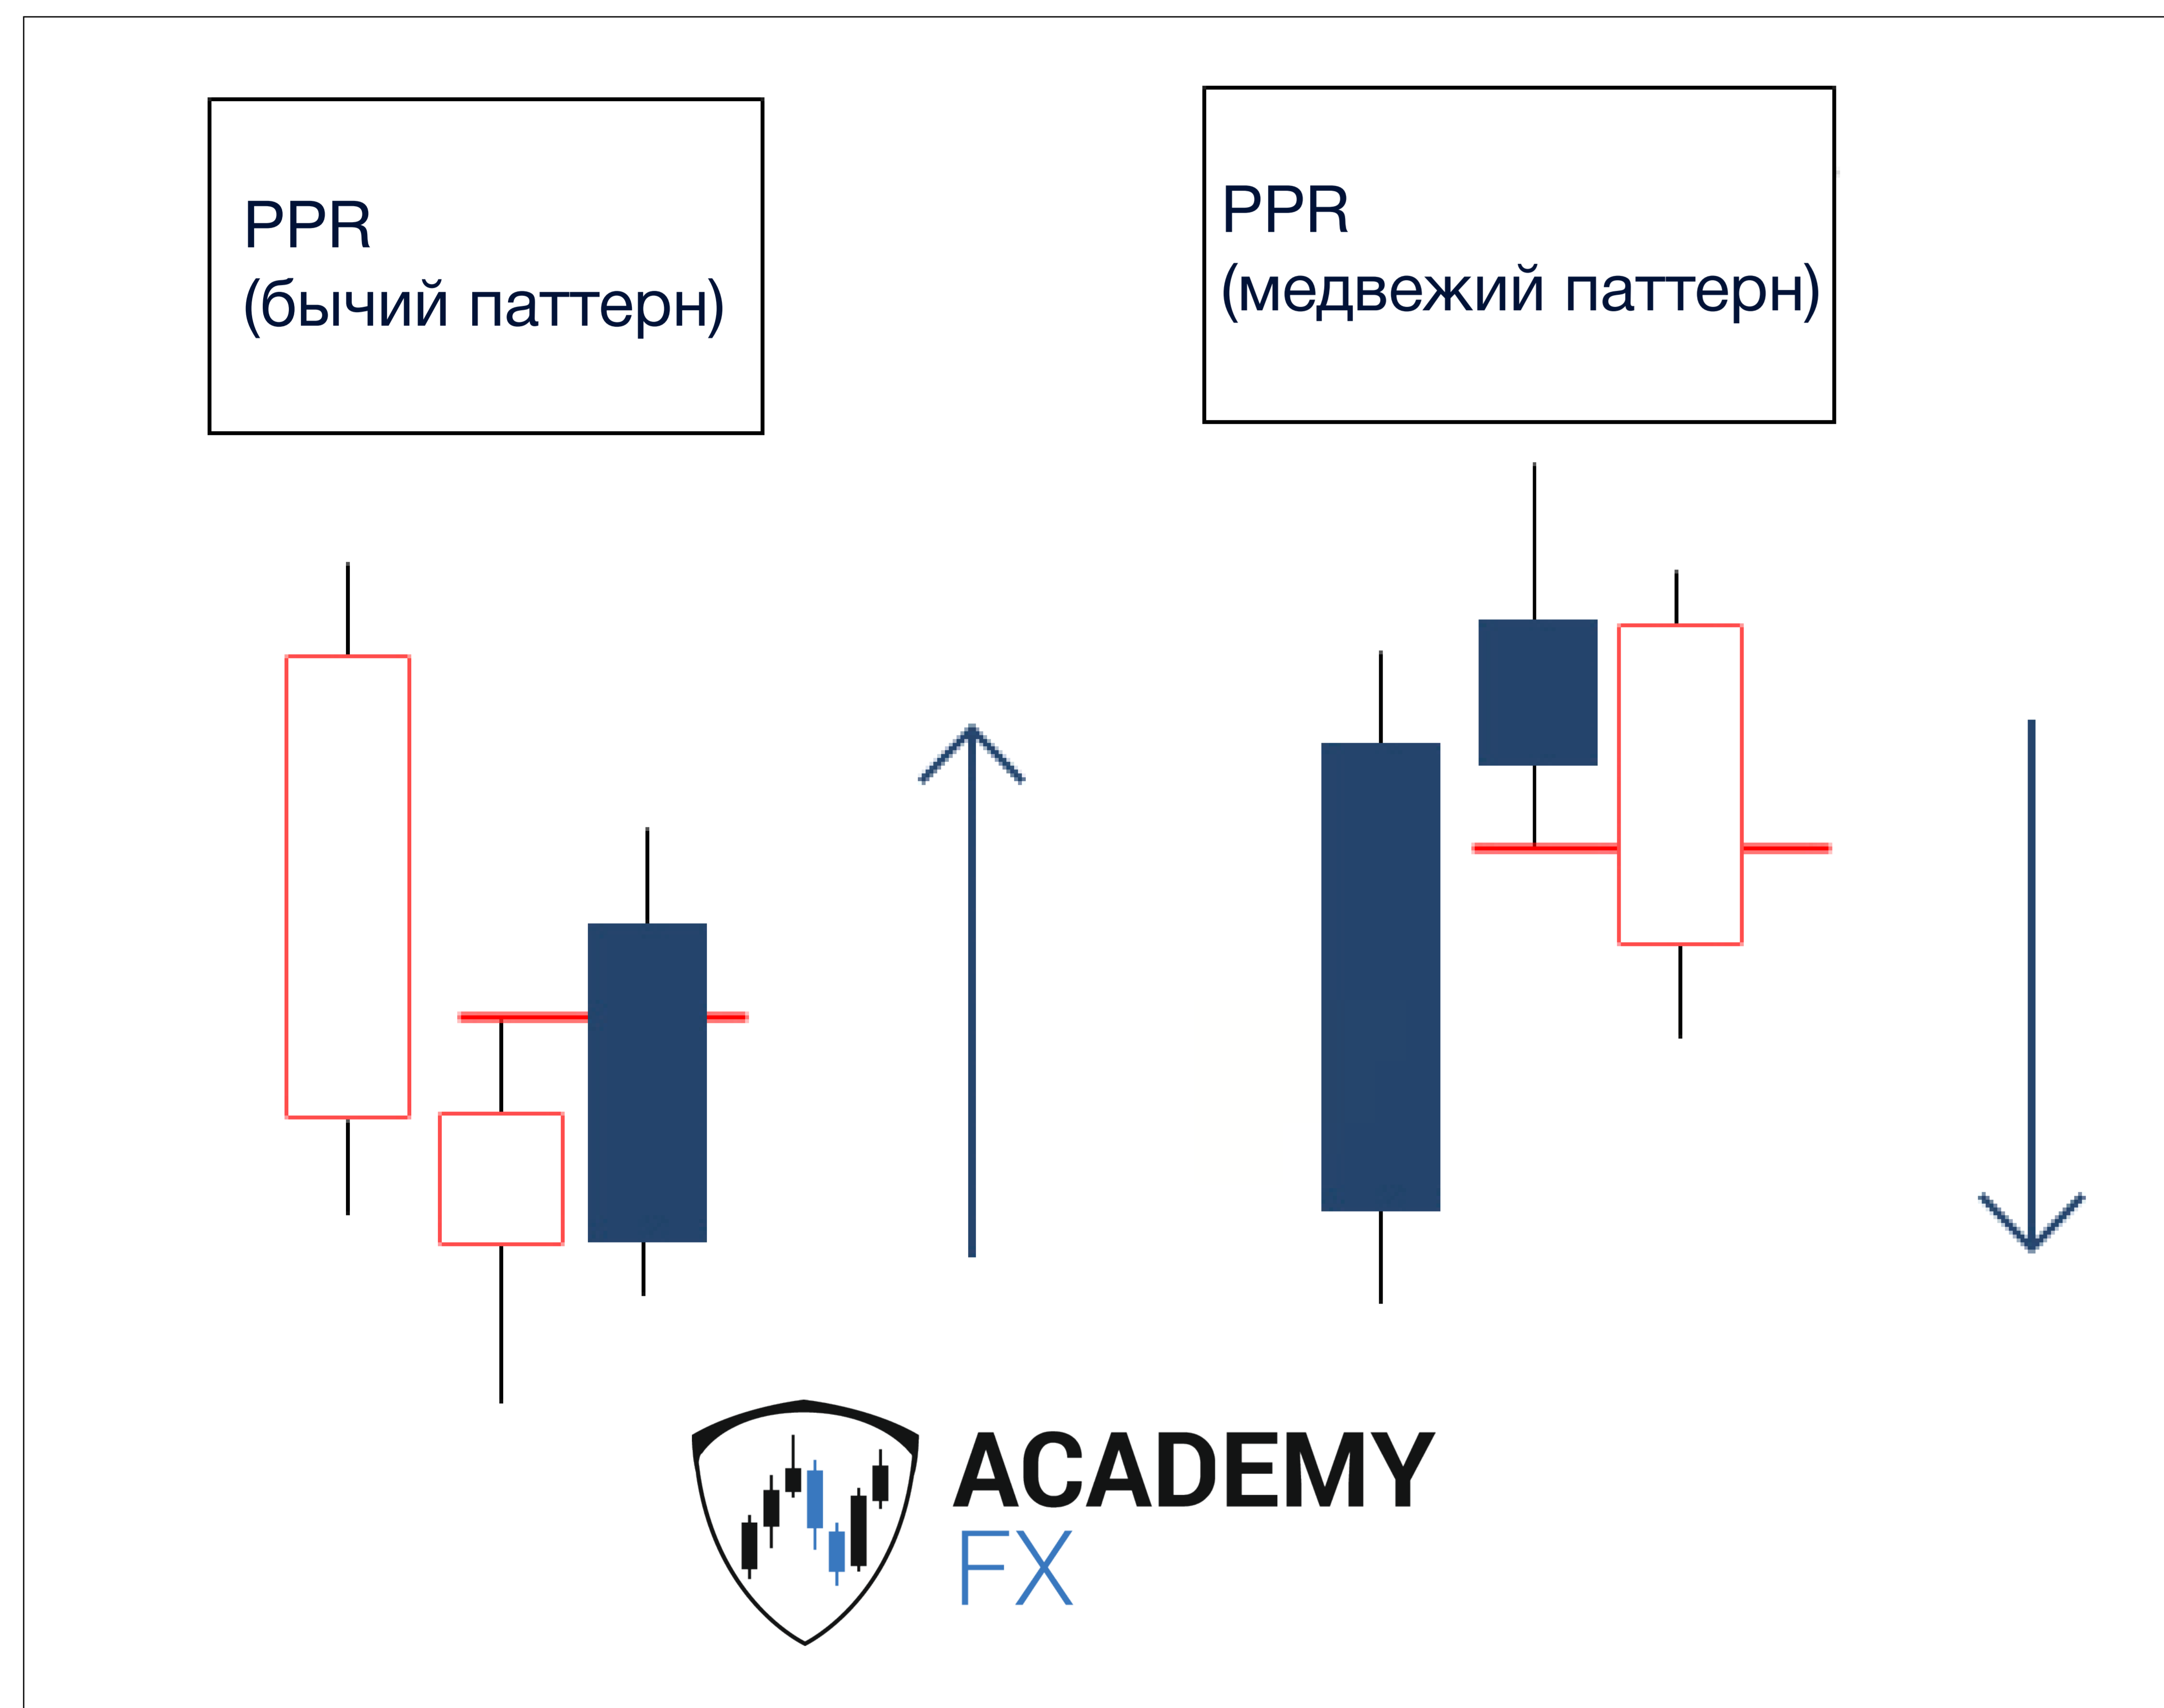 PPR
(бычий паттерн)
PPR
(медвежий паттерн)
ACADEMY
FX